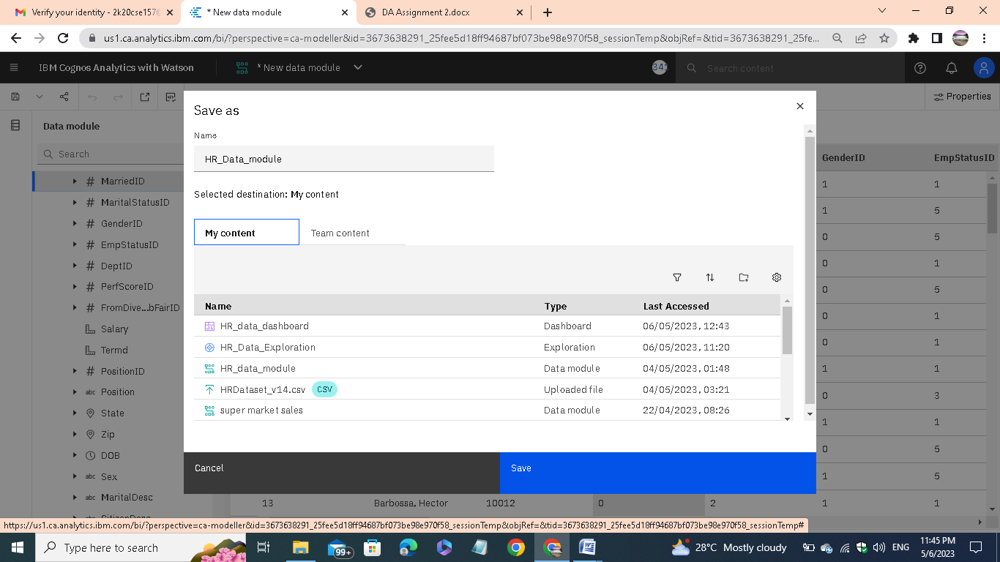 Verify your identity - 2k20cse157@
* New data module
DA Assignment 2.docx
us1.ca.analytics.ibm.com/bi/?perspective=ca-modeller&id=3673638291_25fee5d18ff94687bf073be98e970f58_sessionTemp&objRef=&tid=3673638291_25fe...
IBM Cognos Analytics with Watson
* New data module
341
Search content
Properties
Data module
Search
MarriedID
MaritalStatusID
GenderID
EmpStatusID
DeptID
PerfScoreID
FromDive...bFairID
Salary
Termd
PositionID
abc Position
State
Zip
DOB
abc Sex
abc MaritalDesc
Save as
Name
HR_Data_module
Selected destination: My content
My content Team content
Name Type Last Accessed
HR_data_dashboard Dashboard 06/05/2023, 12:43
HR_Data_Exploration Exploration 06/05/2023, 11:20
HR_data_module Data module 04/05/2023, 01:48
HRDataset_v14.csv CSV Uploaded file 04/05/2023, 03:21
super market sales Data module 22/04/2023, 08:26
Cancel Save
GenderID EmpStatusID
1 1
1 5
0 5
0 1
0 5
0 1
0 1
1 1
0 3
1 1
0 5
1 5
13 Barbossa, Hector 10012 0 2 1 1
https://us1.ca.analytics.ibm.com/bi/?perspective=ca-modeller&id=3673638291_25fee5d18ff94687bf073be98e970f58_sessionTemp&objRef=&tid=3673638291_25fee5d18ff94687bf073be98e970f58_sessionTemp#
Type here to search
99+
28°C Mostly cloudy
ENG
11:45 PM
5/6/2023